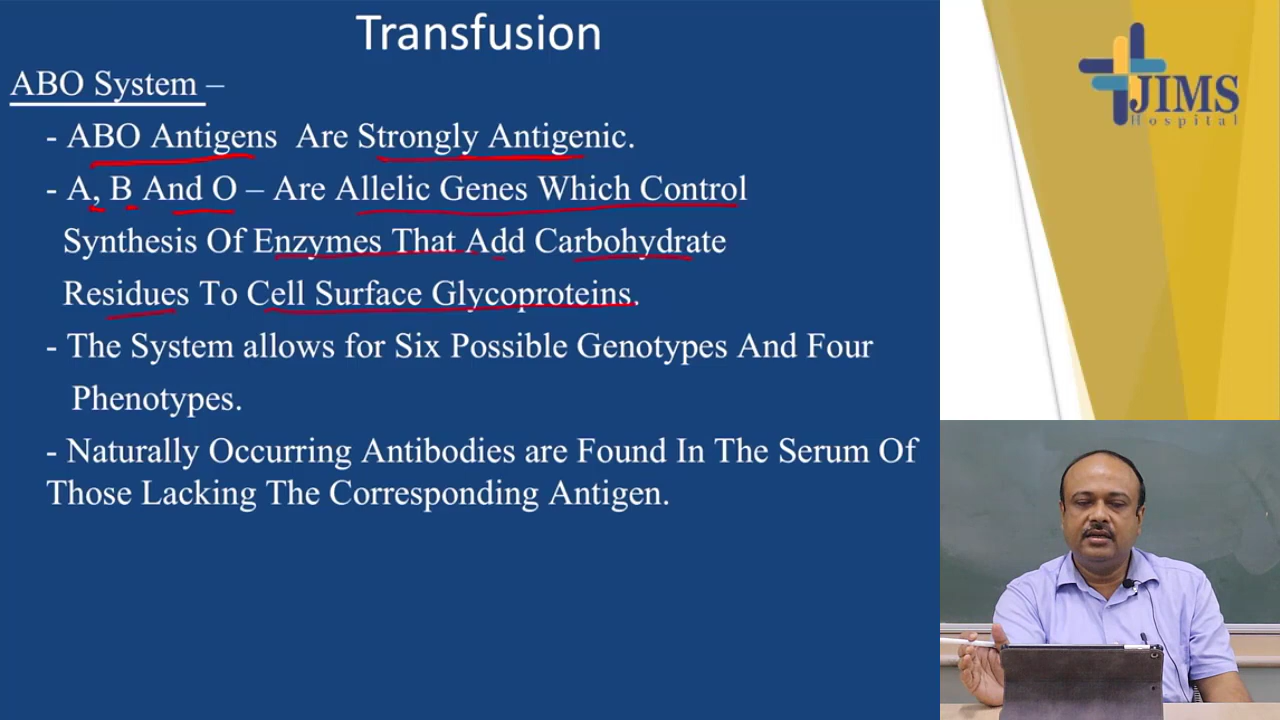 Transfusion
ABO System –
- ABO Antigens Are Strongly Antigenic.
- A, B And O – Are Allelic Genes Which Control
Synthesis Of Enzymes That Add Carbohydrate
Residues To Cell Surface Glycoproteins.
- The System allows for Six Possible Genotypes And Four
Phenotypes.
- Naturally Occurring Antibodies are Found In The Serum Of
Those Lacking The Corresponding Antigen.
JIMS
Hospital